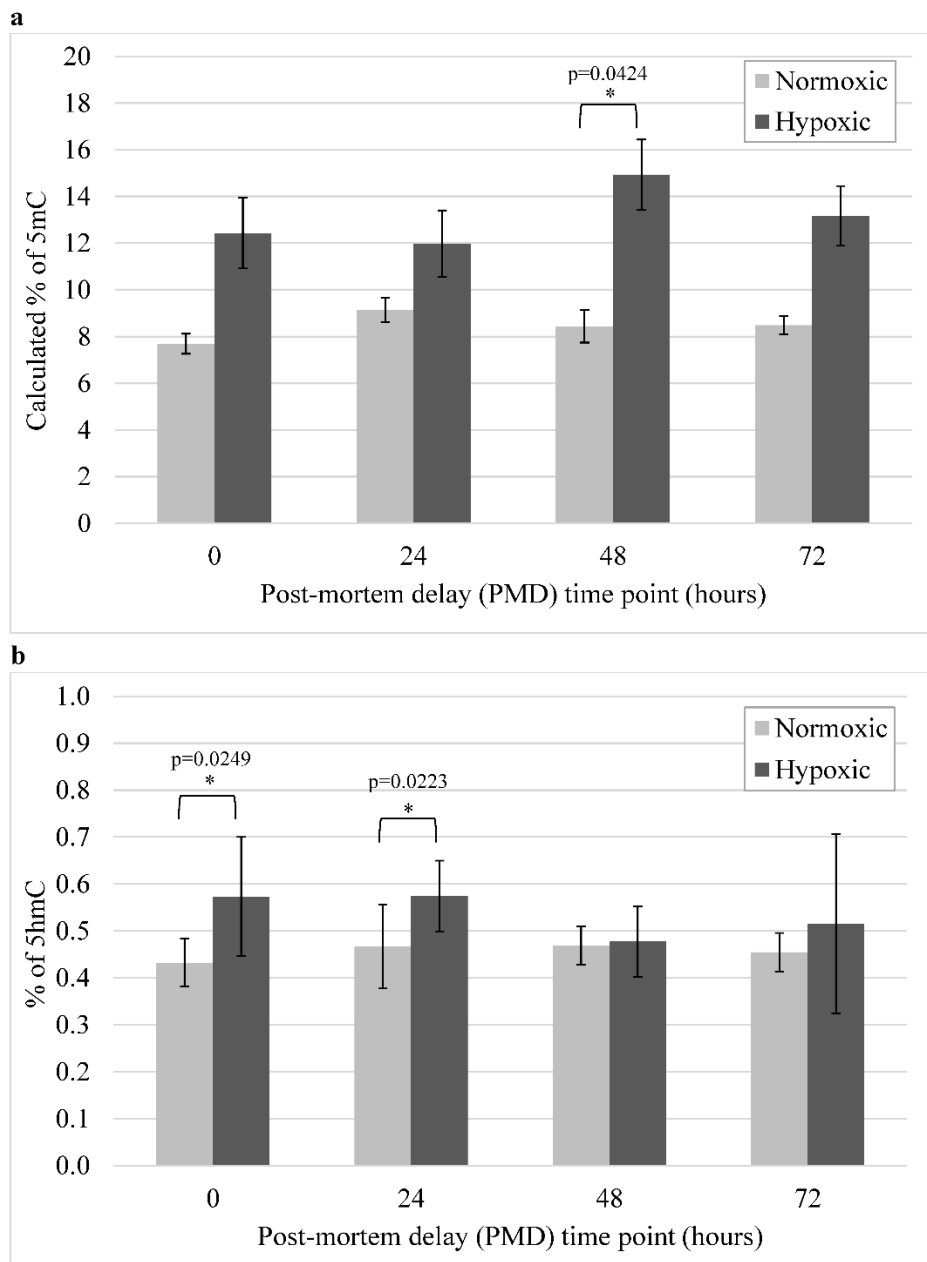 a
20
18
16
14
12
10
8
6
4
2
0
Calculated % of 5mC
p=0.0424
*
Normoxic
Hypoxic
0 24 48 72
Post-mortem delay (PMD) time point (hours)
b
1.0
0.9
0.8
0.7
0.6
0.5
0.4
0.3
0.2
0.1
0.0
% of 5hmC
p=0.0249
*
p=0.0223
*
Normoxic
Hypoxic
0 24 48 72
Post-mortem delay (PMD) time point (hours)